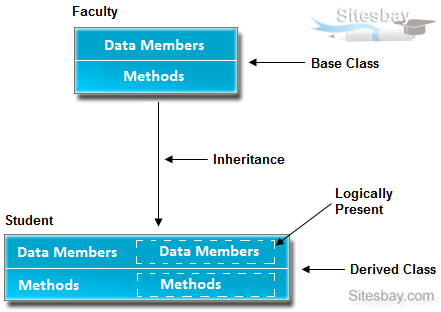 Faculty
Sitesbay
Data Members
Methods
Base Class
Inheritance
Logically
Present
Student
Data Members Data Members
Methods Methods
Derived Class
Sitesbay.com